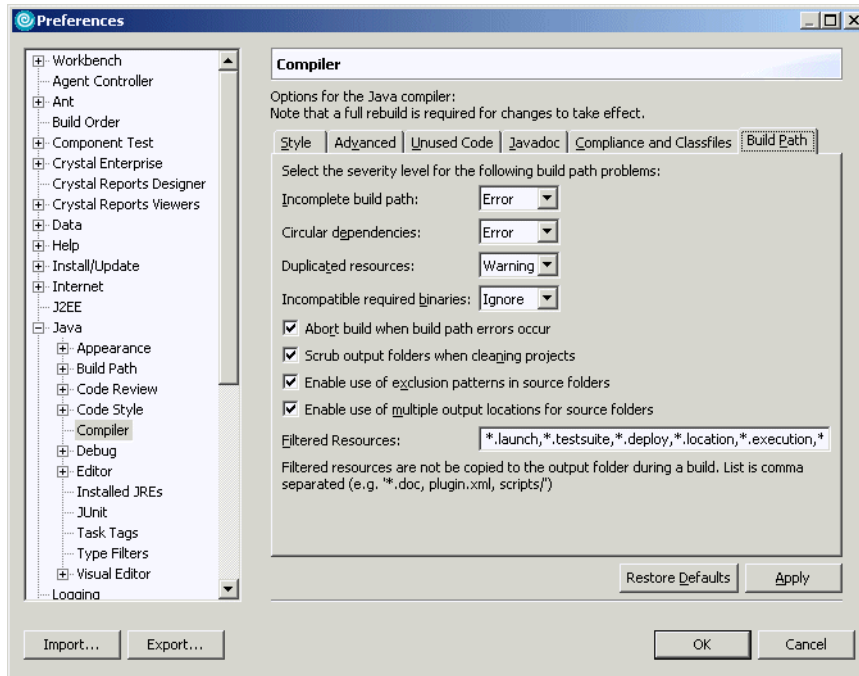 Preferences
Workbench
Agent Controller
Ant
Build Order
Component Test
Crystal Enterprise
Crystal Reports Designer
Crystal Reports Viewers
Data
Help
Install/Update
Internet
J2EE
Java
Appearance
Build Path
Code Review
Code Style
Compiler
Debug
Editor
Installed JREs
JUnit
Task Tags
Type Filters
Visual Editor
Logging
Compiler
Options for the Java compiler:
Note that a full rebuild is required for changes to take effect.
Style Advanced Unused Code Javadoc Compliance and Classfiles Build Path
Select the severity level for the following build path problems:
Incomplete build path: Error
Circular dependencies: Error
Duplicated resources: Warning
Incompatible required binaries: Ignore
Abort build when build path errors occur
Scrub output folders when cleaning projects
Enable use of exclusion patterns in source folders
Enable use of multiple output locations for source folders
Filtered Resources: *.launch,*.testsuite,*.deploy,*.location,*.execution,*
Filtered resources are not be copied to the output folder during a build. List is comma
separated (e.g. '*.doc, plugin.xml, scripts/')
Restore Defaults Apply
Import... Export... OK Cancel